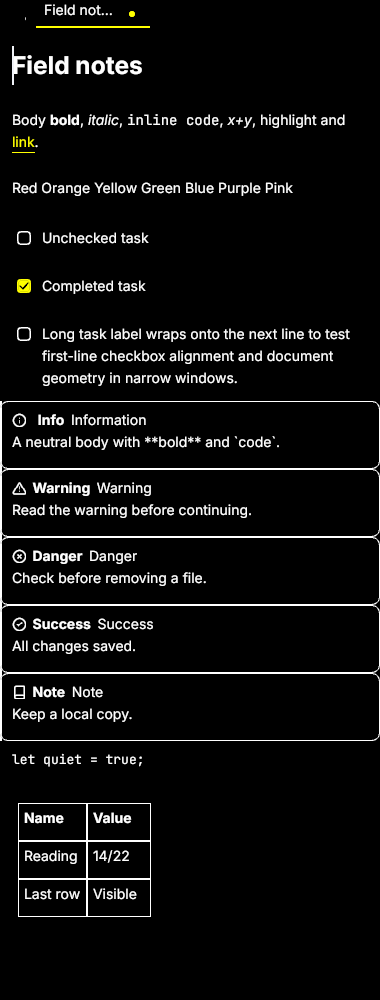 Field not...
Field notes
Body bold, italic, inline code, x+y, highlight and
link.
Red Orange Yellow Green Blue Purple Pink
Unchecked task
Completed task
Long task label wraps onto the next line to test
first-line checkbox alignment and document
geometry in narrow windows.
Info Information
A neutral body with **bold** and `code`.
Warning Warning
Read the warning before continuing.
Danger Danger
Check before removing a file.
Success Success
All changes saved.
Note Note
Keep a local copy.
let quiet = true;
Name Value
Reading 14/22
Last row Visible